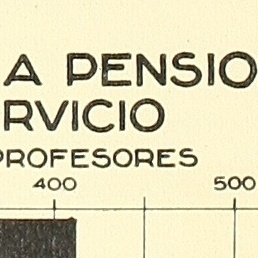 A PENSIO
RVICIO
PROFESORES
400 500